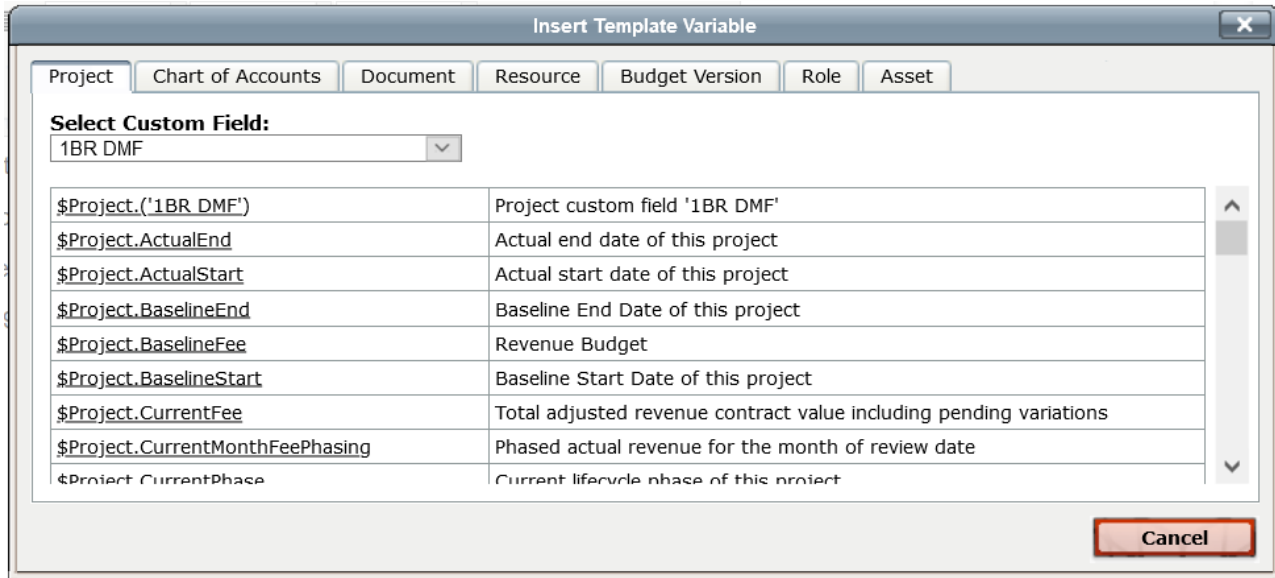 Insert Template Variable
Project Chart of Accounts Document Resource Budget Version Role Asset
Select Custom Field:
1BR DMF
$Project.('1BR DMF') Project custom field '1BR DMF'
$Project.ActualEnd Actual end date of this project
$Project.ActualStart Actual start date of this project
$Project.BaselineEnd Baseline End Date of this project
$Project.BaselineFee Revenue Budget
$Project.BaselineStart Baseline Start Date of this project
$Project.CurrentFee Total adjusted revenue contract value including pending variations
$Project.CurrentMonthFeePhasing Phased actual revenue for the month of review date
$Project.CurrentPhase Current lifecycle phase of this project
Cancel